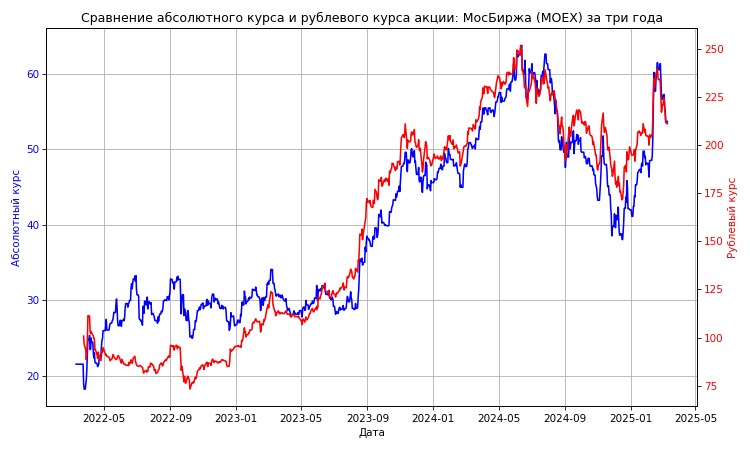 Сравнение абсолютного курса и рублевого курса акции: МосБиржа (MOEX) за три года
Абсолютный курс
60
50
40
30
20
Рублевый курс
250
225
200
175
150
125
100
75
2022-05 2022-09 2023-01 2023-05 2023-09 2024-01 2024-05 2024-09 2025-01 2025-05
Дата